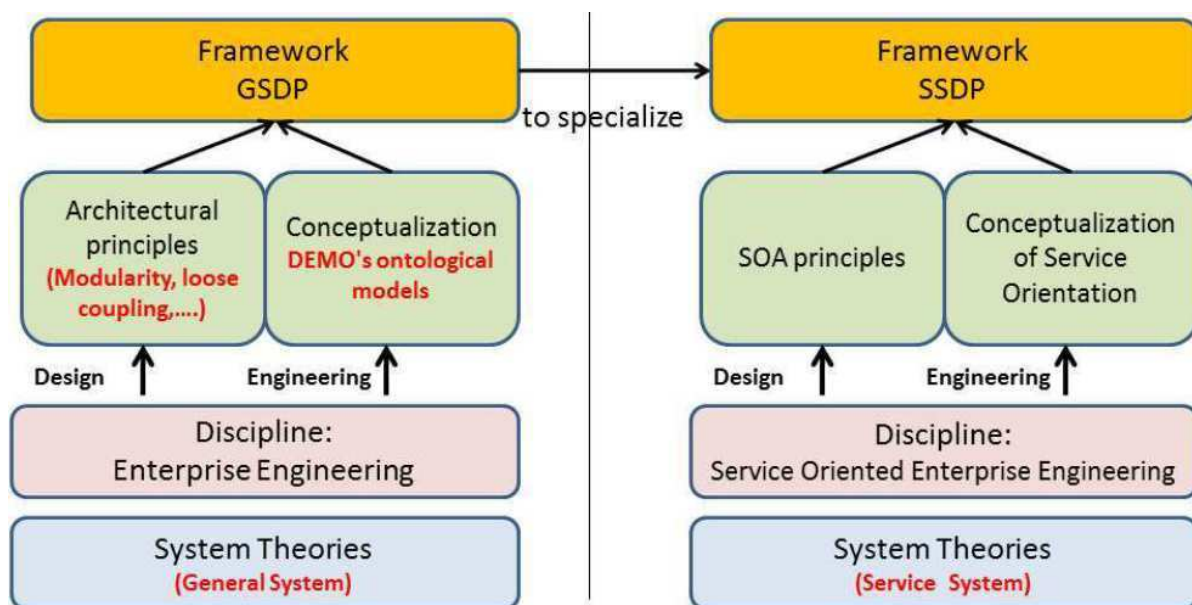 Framework
GSDP
to specialize
Framework
SSDP
Architectural
principles
(Modularity, loose
coupling,....)
Conceptualization
DEMO's ontological
models
SOA principles
Conceptualization
of Service
Orientation
Design
Engineering
Design
Engineering
Discipline:
Enterprise Engineering
Discipline:
Service Oriented Enterprise Engineering
System Theories
(General System)
System Theories
(Service System)